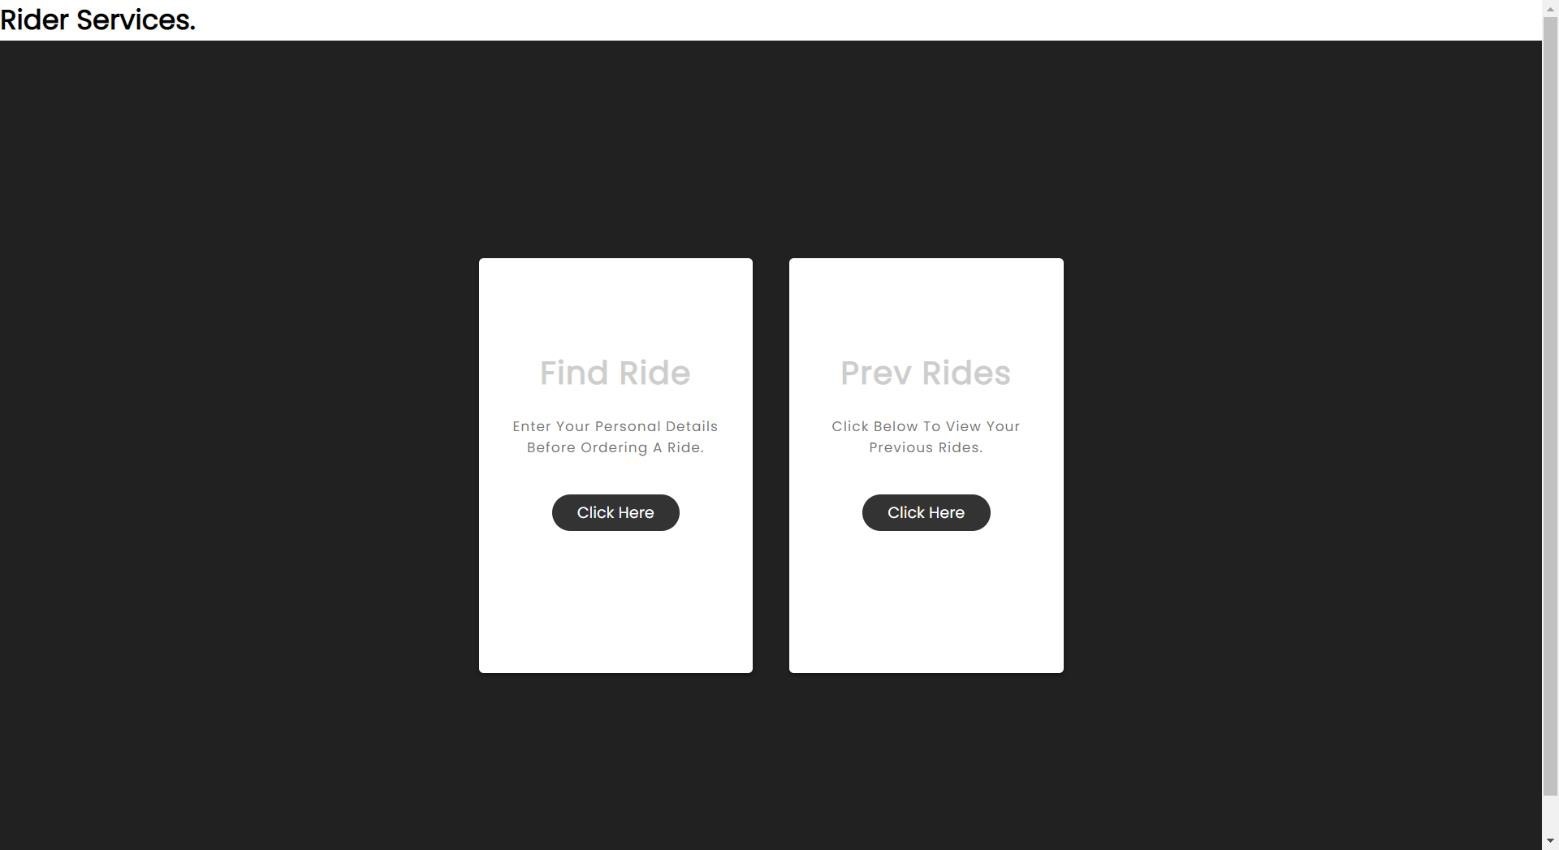 Rider Services.
Find Ride
Enter Your Personal Details
Before Ordering A Ride.
Click Here
Prev Rides
Click Below To View Your
Previous Rides.
Click Here